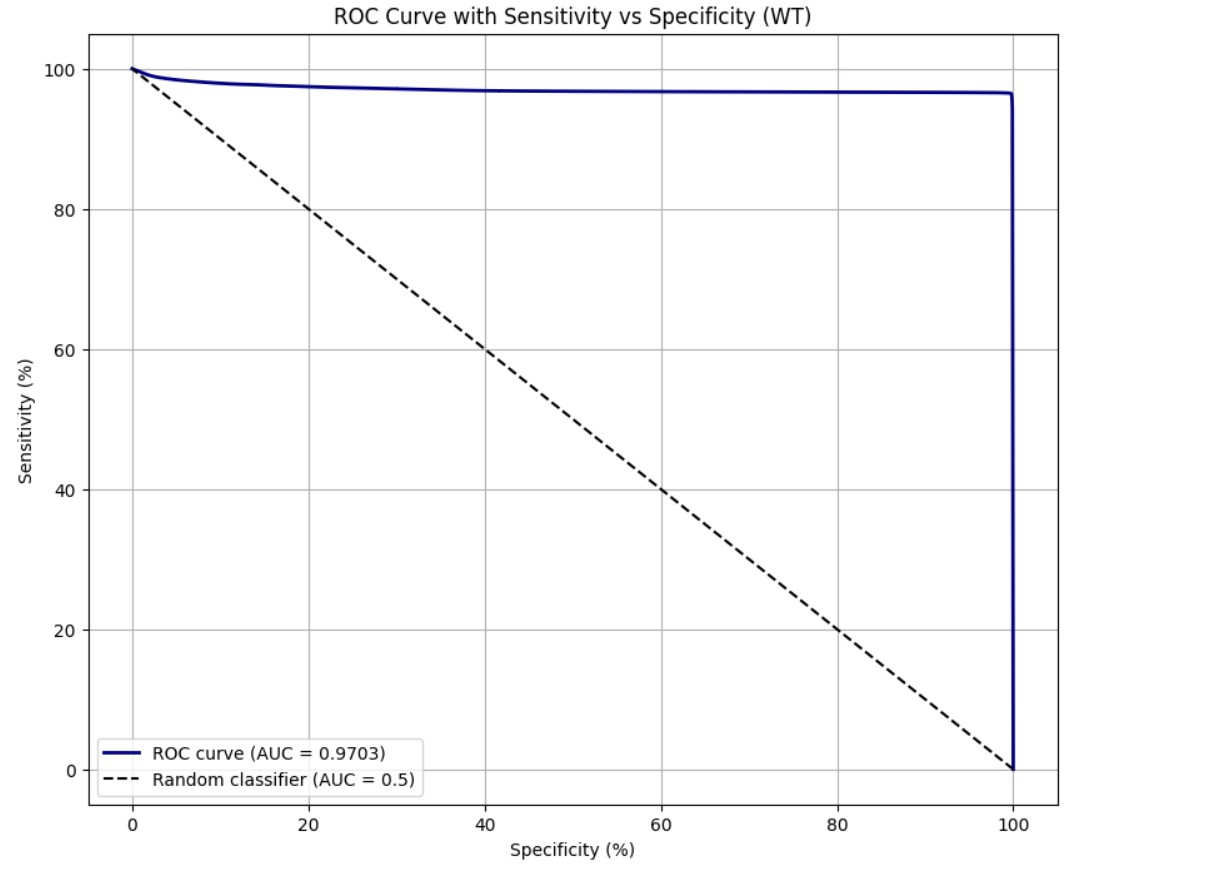 ROC Curve with Sensitivity vs Specificity (WT)
100
80
60
40
20
0
Sensitivity (%)
ROC curve (AUC = 0.9703)
Random classifier (AUC = 0.5)
0 20 40 60 80 100
Specificity (%)